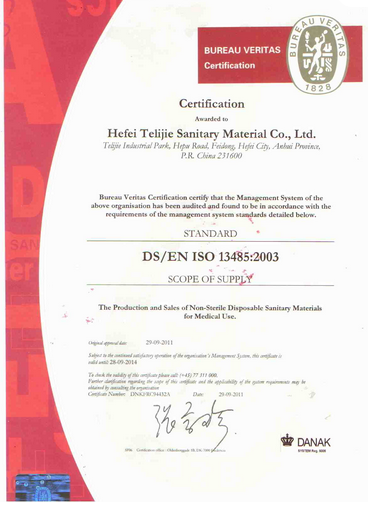 BUREAU VERITAS
Certification
BUREAU VERITAS
1828
Certification
Awarded to
Hefei Telijie Sanitary Material Co., Ltd.
Telijie Industrial Park, Hepu Road, Feidong, Hefei City, Anhui Province,
P.R. China 231600
Bureau Veritas Certification certify that the Management System of the
above organisation has been audited and found to be in accordance with the
requirements of the management system standards detailed below.
STANDARD
DS/EN ISO 13485:2003
SCOPE OF SUPPLY
The Production and Sales of Non-Sterile Disposable Sanitary Materials
for Medical Use.
Original approval date: 29-09-2011
Subject to the continued satisfactory operation of the organisation's Management System, this certificate is
valid until: 28-09-2014
To check the validity of this certificate please call: (+45) 77 311 000.
Further clarification regarding the scope of this certificate and the applicability of the system requirements may be
obtained by consulting the organisation
Certificate Number: Date: 29-09-2011
DANAK